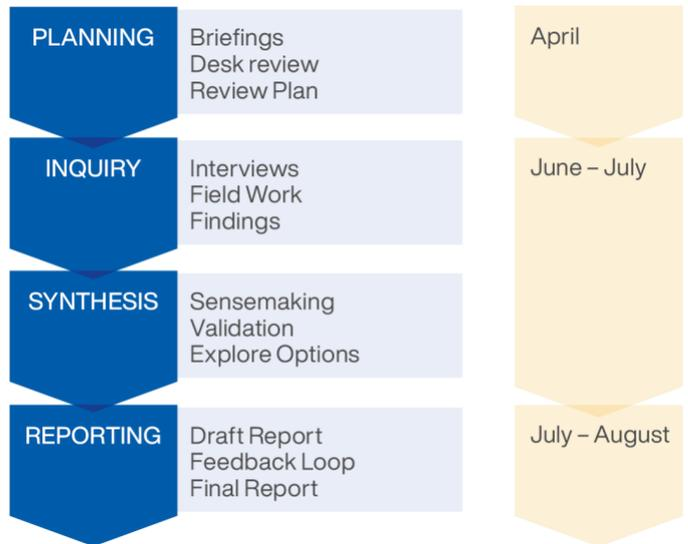 PLANNING
Briefings
Desk review
Review Plan
April
INQUIRY
Interviews
Field Work
Findings
June – July
SYNTHESIS
Sensemaking
Validation
Explore Options
REPORTING
Draft Report
Feedback Loop
Final Report
July – August